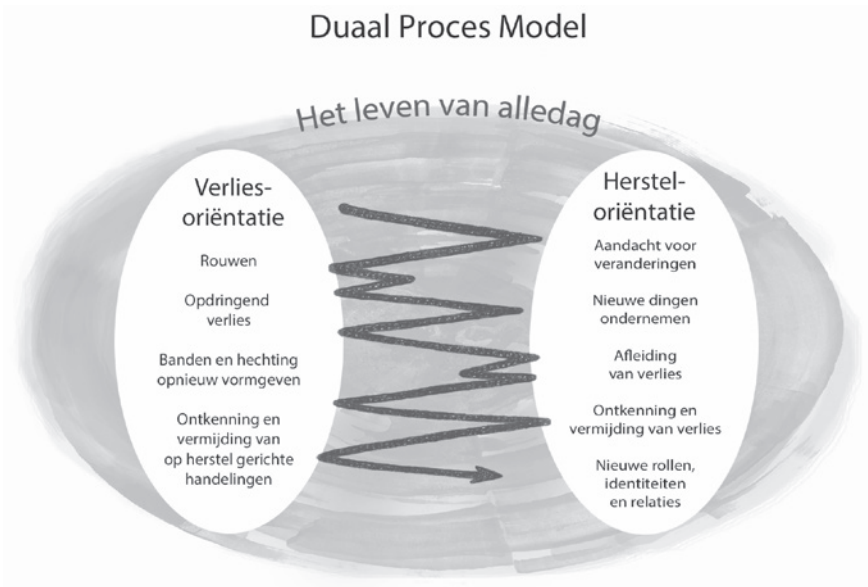 Duaal Proces Model
Het leven van alledag
Verlies-
oriëntatie
Rouwen
Opdringend
verlies
Banden en hechting
opnieuw vormgeven
Ontkenning en
vermijding van
op herstel gerichte
handelingen
Herstel-
oriëntatie
Aandacht voor
veranderingen
Nieuwe dingen
ondernemen
Afleiding
van verlies
Ontkenning en
vermijding van verlies
Nieuwe rollen,
identiteiten
en relaties